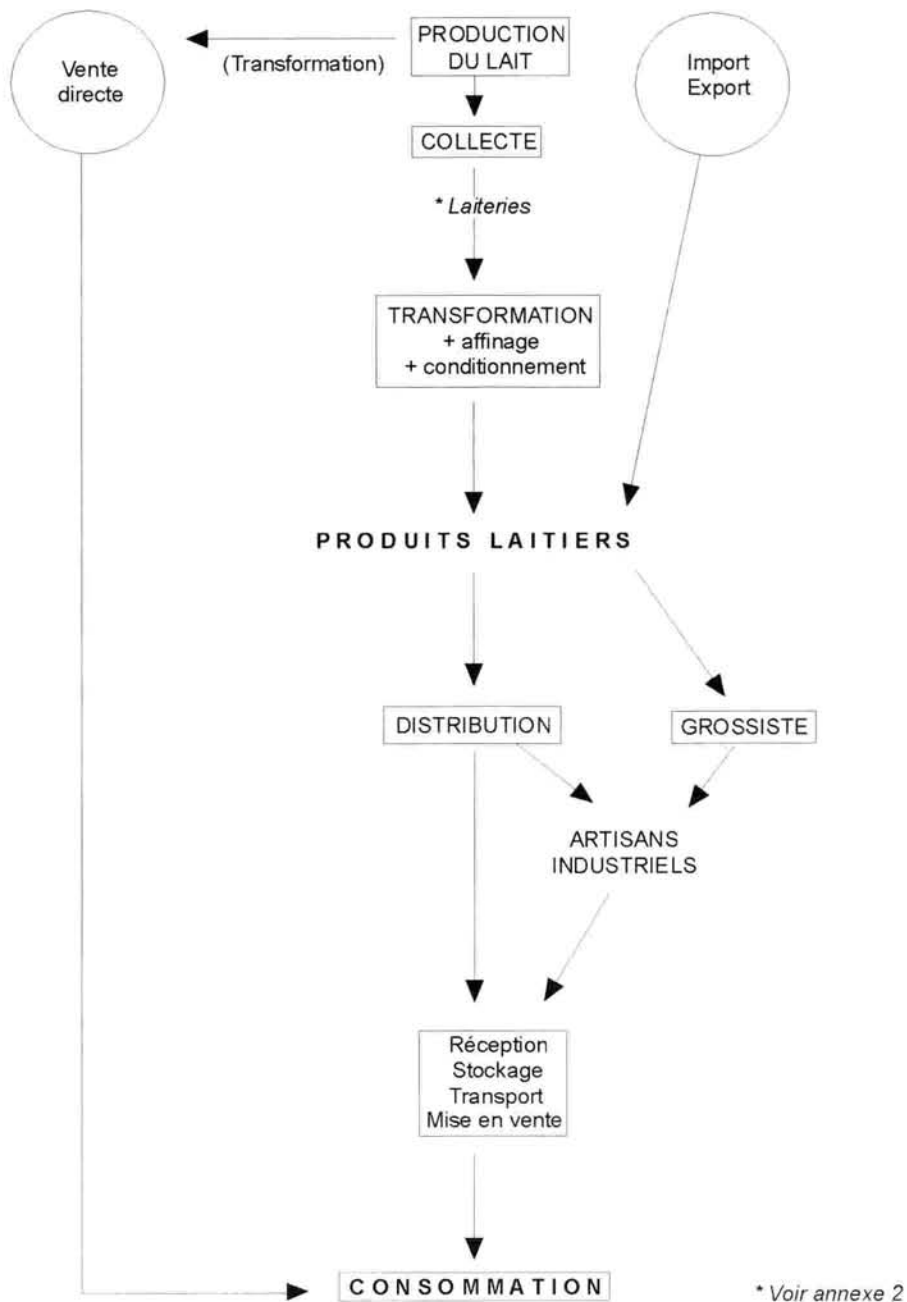 PRODUCTION
DU LAIT
(Transformation)
Vente
directe
Import
Export
COLLECTE
* Laiteries
TRANSFORMATION
+ affinage
+ conditionnement
PRODUITS LAITIERS
DISTRIBUTION
GROSSISTE
ARTISANS
INDUSTRIELS
Réception
Stockage
Transport
Mise en vente
CONSOMMATION
* Voir annexe 2